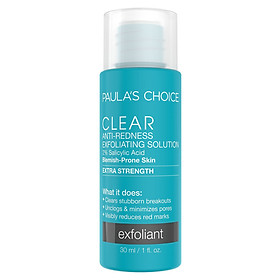 PAULA'S CHOICE
CLEAR
ANTI-REDNESS
EXFOLIATING SOLUTION
2% Salicylic Acid
Blemish-Prone Skin
EXTRA STRENGTH
What it does:
• Clears stubborn breakouts
• Unclogs & minimizes pores
• Visibly reduces red marks
exfoliant
30 ml / 1 fl. oz.